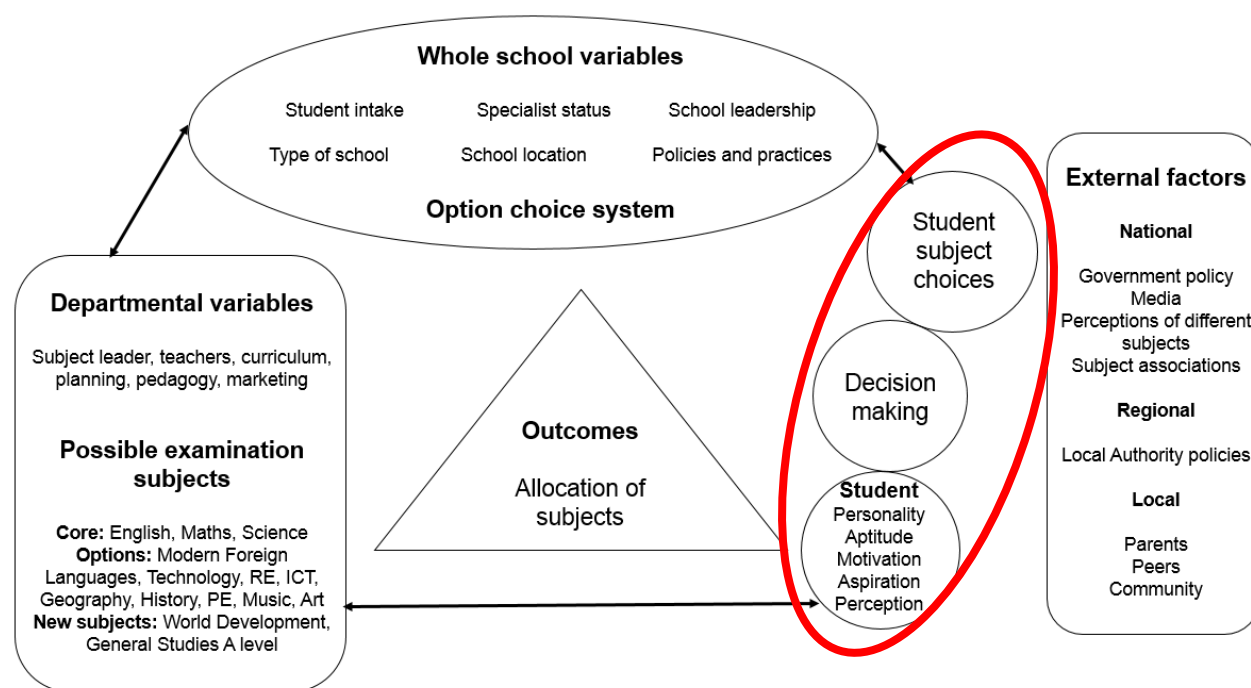 Whole school variables
Student intake
Specialist status
School leadership
Type of school
School location
Policies and practices
Option choice system
Departmental variables
Subject leader, teachers, curriculum,
planning, pedagogy, marketing
Possible examination
subjects
Core: English, Maths, Science
Options: Modern Foreign
Languages, Technology, RE, ICT,
Geography, History, PE, Music, Art
New subjects: World Development,
General Studies A level
Outcomes
Allocation of
subjects
Student
subject
choices
Decision
making
Student
Personality
Aptitude
Motivation
Aspiration
Perception
External factors
National
Government policy
Media
Perceptions of different
subjects
Subject associations
Regional
Local Authority policies
Local
Parents
Peers
Community